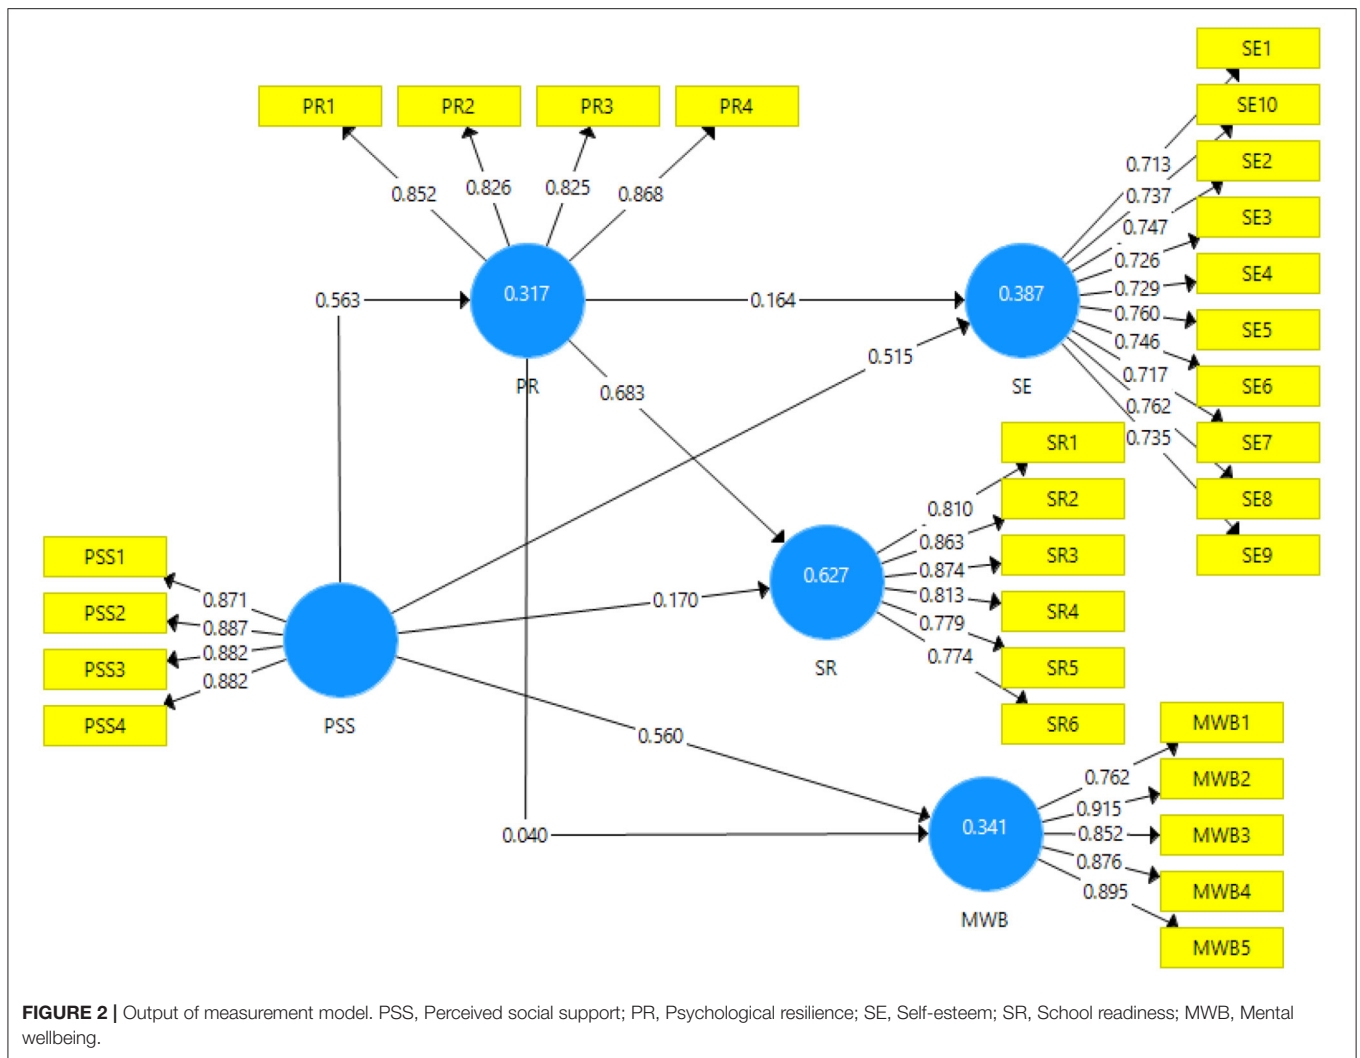 SE1
PR1 PR2 PR3 PR4 SE10
0.713
SE2
0.852 0.826 0.825 0.868 0.737
0.747 SE3
0.726
SE4
0.563 0.317 0.164 0.387 0.729
0.760 SE5
0.746
0.515
PR SE 0.717 SE6
0.683 0.762
0.735
SR1 SE7
0.810 SR2 SE8
0.863
PSS1 SR3 SE9
0.627 0.874
0.871 0.170 0.813
PSS2 SR4
0.887 0.779
0.882 0.774
PSS3 SR SR5
0.882
PSS4 PSS SR6 MWB1
0.560
0.762 MWB2
0.915
0.040 0.341 0.852 MWB3
0.876
0.895 MWB4
MWB
MWB5
FIGURE 2 | Output of measurement model. PSS, Perceived social support; PR, Psychological resilience; SE, Self-esteem; SR, School readiness; MWB, Mental
wellbeing.